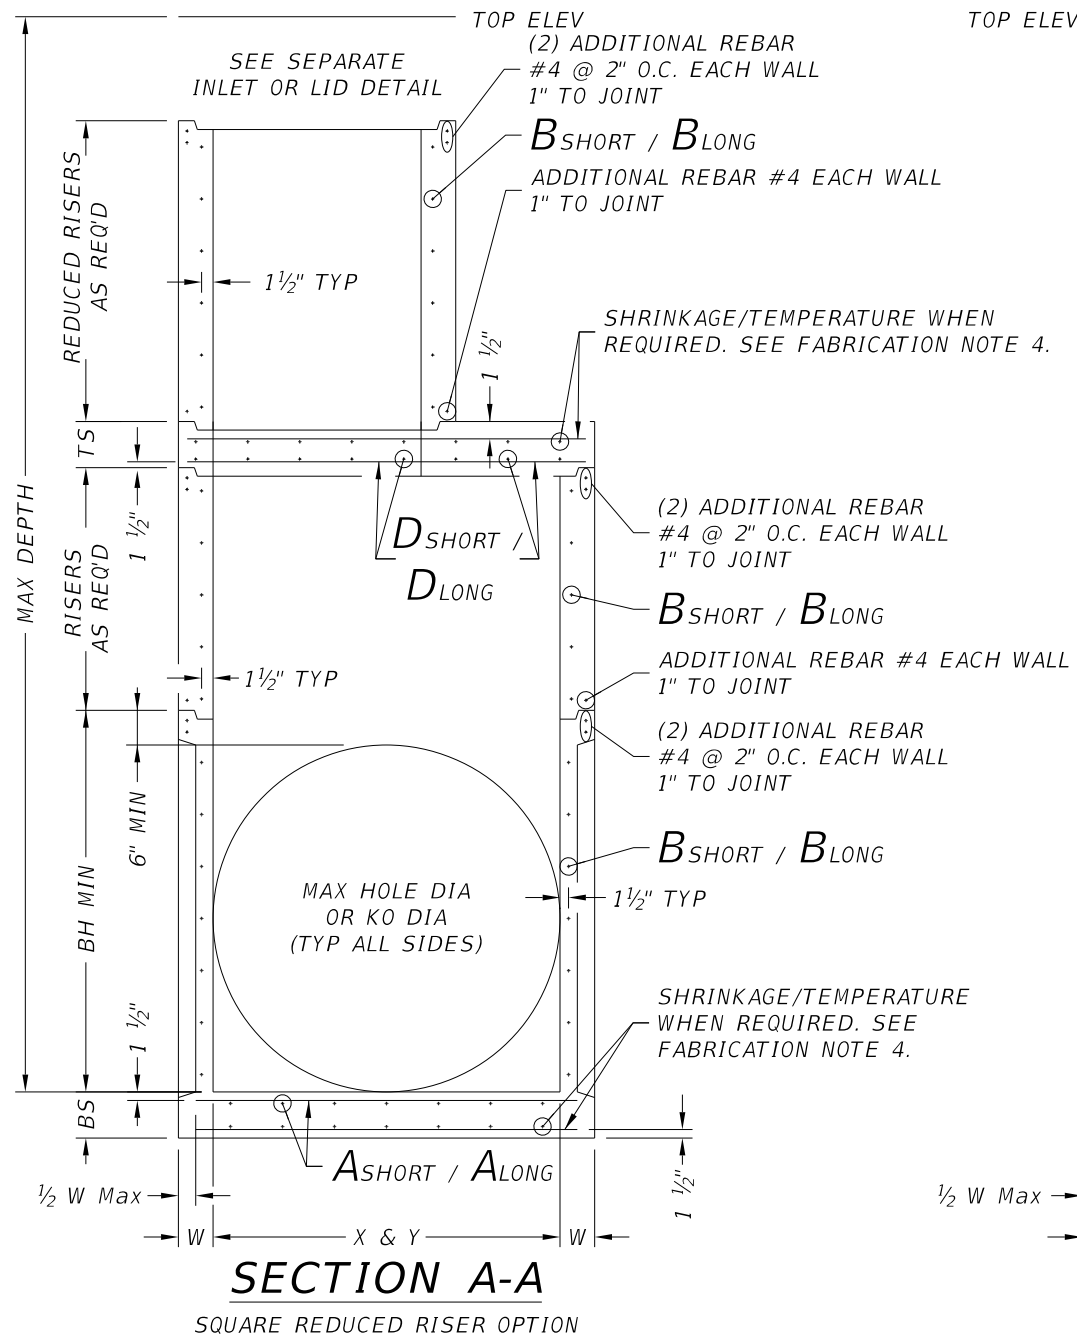 TOP ELEV
TOP ELEV
(2) ADDITIONAL REBAR
#4 @ 2" O.C. EACH WALL
1" TO JOINT
SEE SEPARATE
INLET OR LID DETAIL
BSHORT / BLONG
ADDITIONAL REBAR #4 EACH WALL
1" TO JOINT
REDUCED RISERS
AS REQ'D
1½" TYP
1 ½"
SHRINKAGE/TEMPERATURE WHEN
REQUIRED. SEE FABRICATION NOTE 4.
TS
MAX DEPTH
RISERS
AS REQ'D
1 ½"
DSHORT /
DLONG
(2) ADDITIONAL REBAR
#4 @ 2" O.C. EACH WALL
1" TO JOINT
BSHORT / BLONG
1½" TYP
ADDITIONAL REBAR #4 EACH WALL
1" TO JOINT
(2) ADDITIONAL REBAR
#4 @ 2" O.C. EACH WALL
1" TO JOINT
6" MIN
BH MIN
BSHORT / BLONG
MAX HOLE DIA
OR KO DIA
(TYP ALL SIDES)
1½" TYP
1 ½"
SHRINKAGE/TEMPERATURE
WHEN REQUIRED. SEE
FABRICATION NOTE 4.
BS
ASHORT / ALONG
1 ½"
½ W Max
½ W Max
W
X & Y
W
SECTION A-A
SQUARE REDUCED RISER OPTION